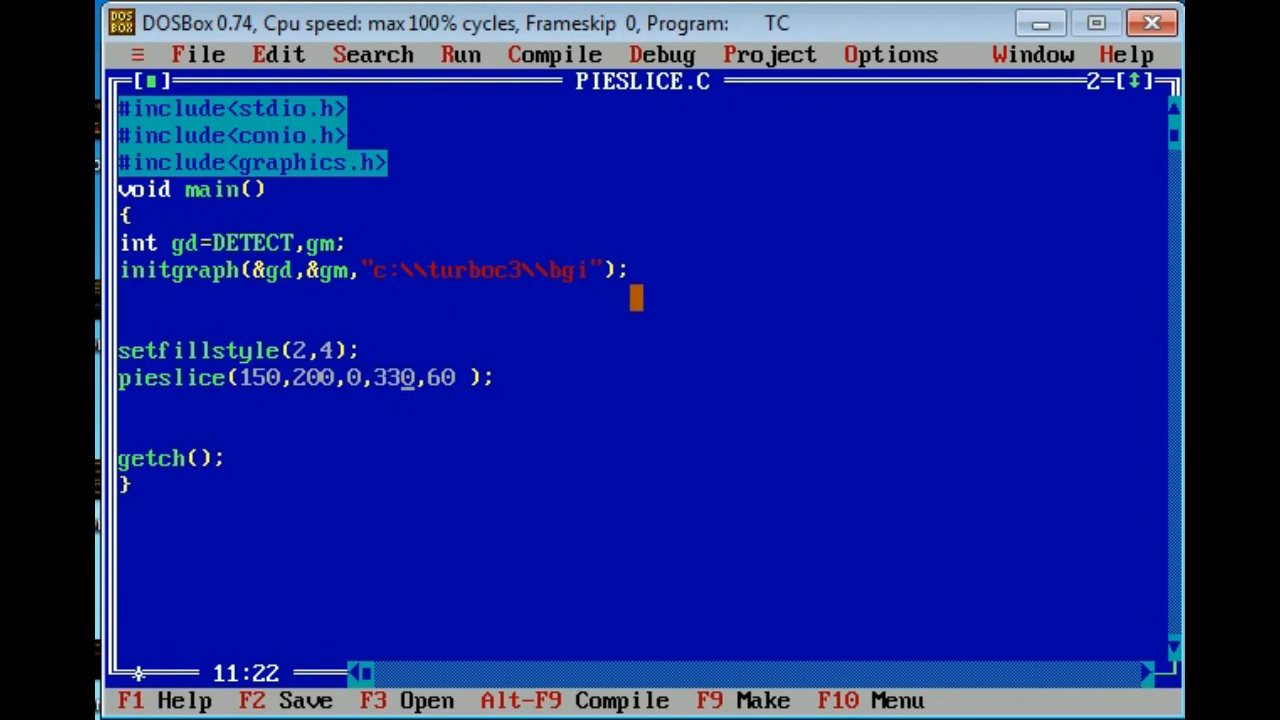 DOSBox 0.74, Cpu speed: max 100% cycles, Frameskip 0, Program: TC
≡ File Edit Search Run Compile Debug Project Options Window Help
[■] PIESLICE.C 2=[↕]
#include<stdio.h>
#include<conio.h>
#include<graphics.h>
void main()
{
int gd=DETECT,gm;
initgraph(&gd,&gm,"c:\\turboc3\\bgi");
setfillstyle(2,4);
pieslice(150,200,0,330,60 );
getch();
}
11:22
F1 Help F2 Save F3 Open Alt-F9 Compile F9 Make F10 Menu